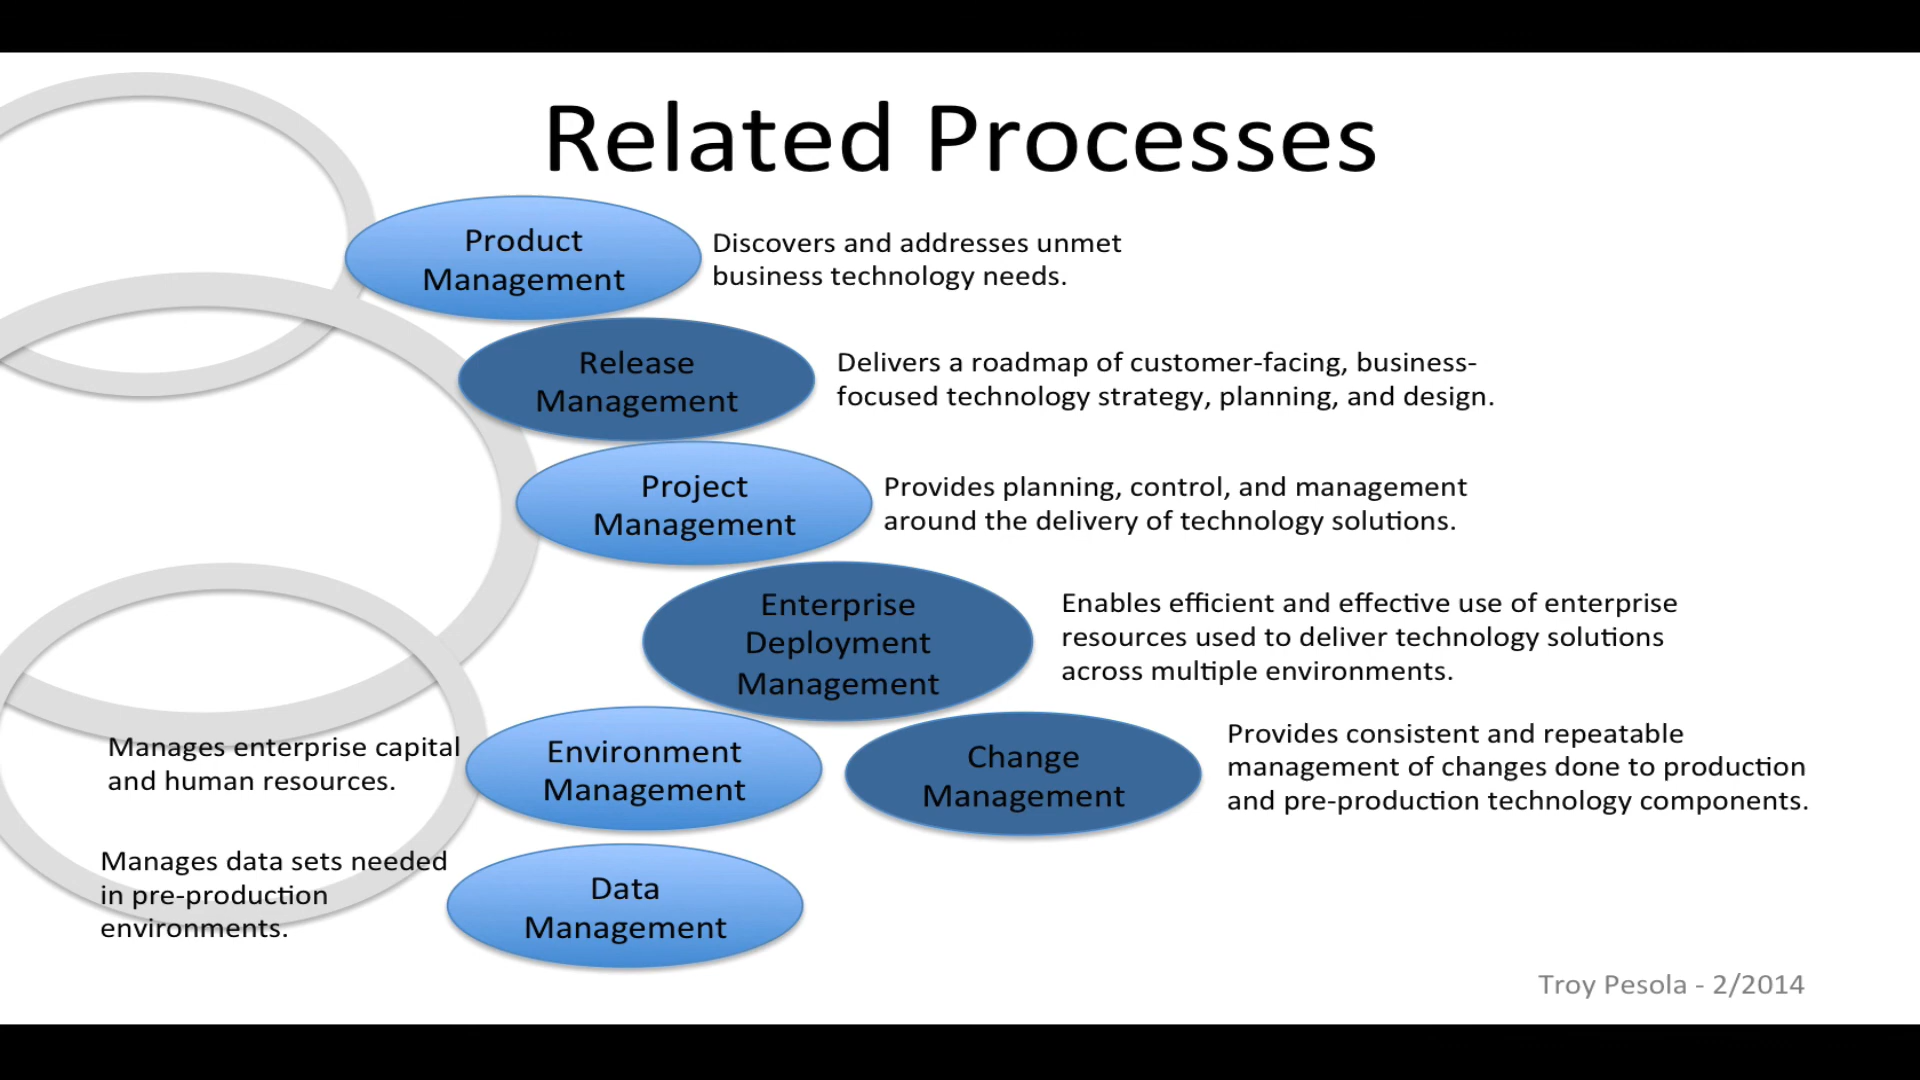 Related Processes
Product
Management
Discovers and addresses unmet
business technology needs.
Release
Management
Delivers a roadmap of customer-facing, business-
focused technology strategy, planning, and design.
Project
Management
Provides planning, control, and management
around the delivery of technology solutions.
Enterprise
Deployment
Management
Enables efficient and effective use of enterprise
resources used to deliver technology solutions
across multiple environments.
Manages enterprise capital
and human resources.
Environment
Management
Change
Management
Provides consistent and repeatable
management of changes done to production
and pre-production technology components.
Manages data sets needed
in pre-production
environments.
Data
Management
Troy Pesola - 2/2014